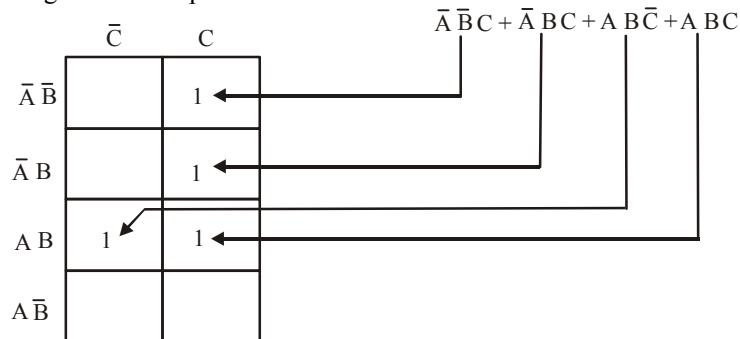 A̅ B̅ C + A̅ B C + A B C̅ + A B C
C̅ C
A̅ B̅ 1
A̅ B 1
A B 1 1
A B̅